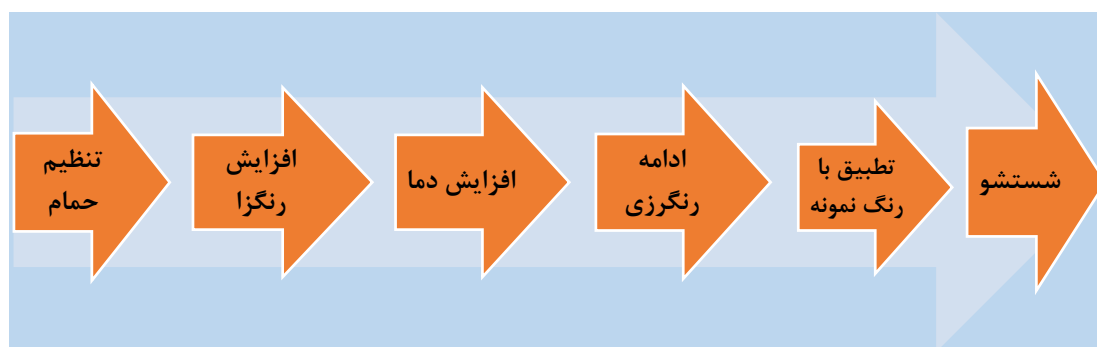 تنظیم
حمام
افزایش
رنگزا
افزایش دما
ادامه
رنگرزی
تطبیق با
رنگ نمونه
شستشو